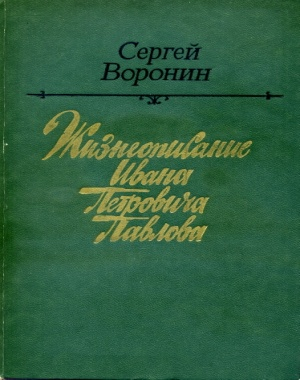 Сергей
Воронин
Жизнеописание
Ивана
Петровича
Павлова